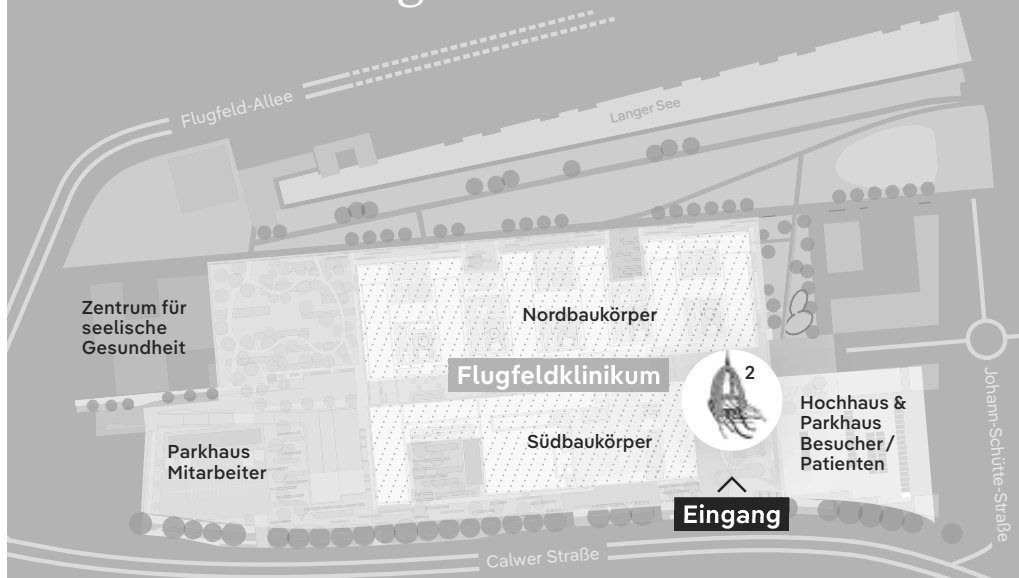 Flugfeld-Allee
Langer See
Zentrum für
seelische
Gesundheit
Nordbaukörper
Flugfeldklinikum
2
Hochhaus &
Parkhaus
Besucher/
Patienten
Südbaukörper
Parkhaus
Mitarbeiter
Eingang
Johann-Schütte-Straße
Calwer Straße